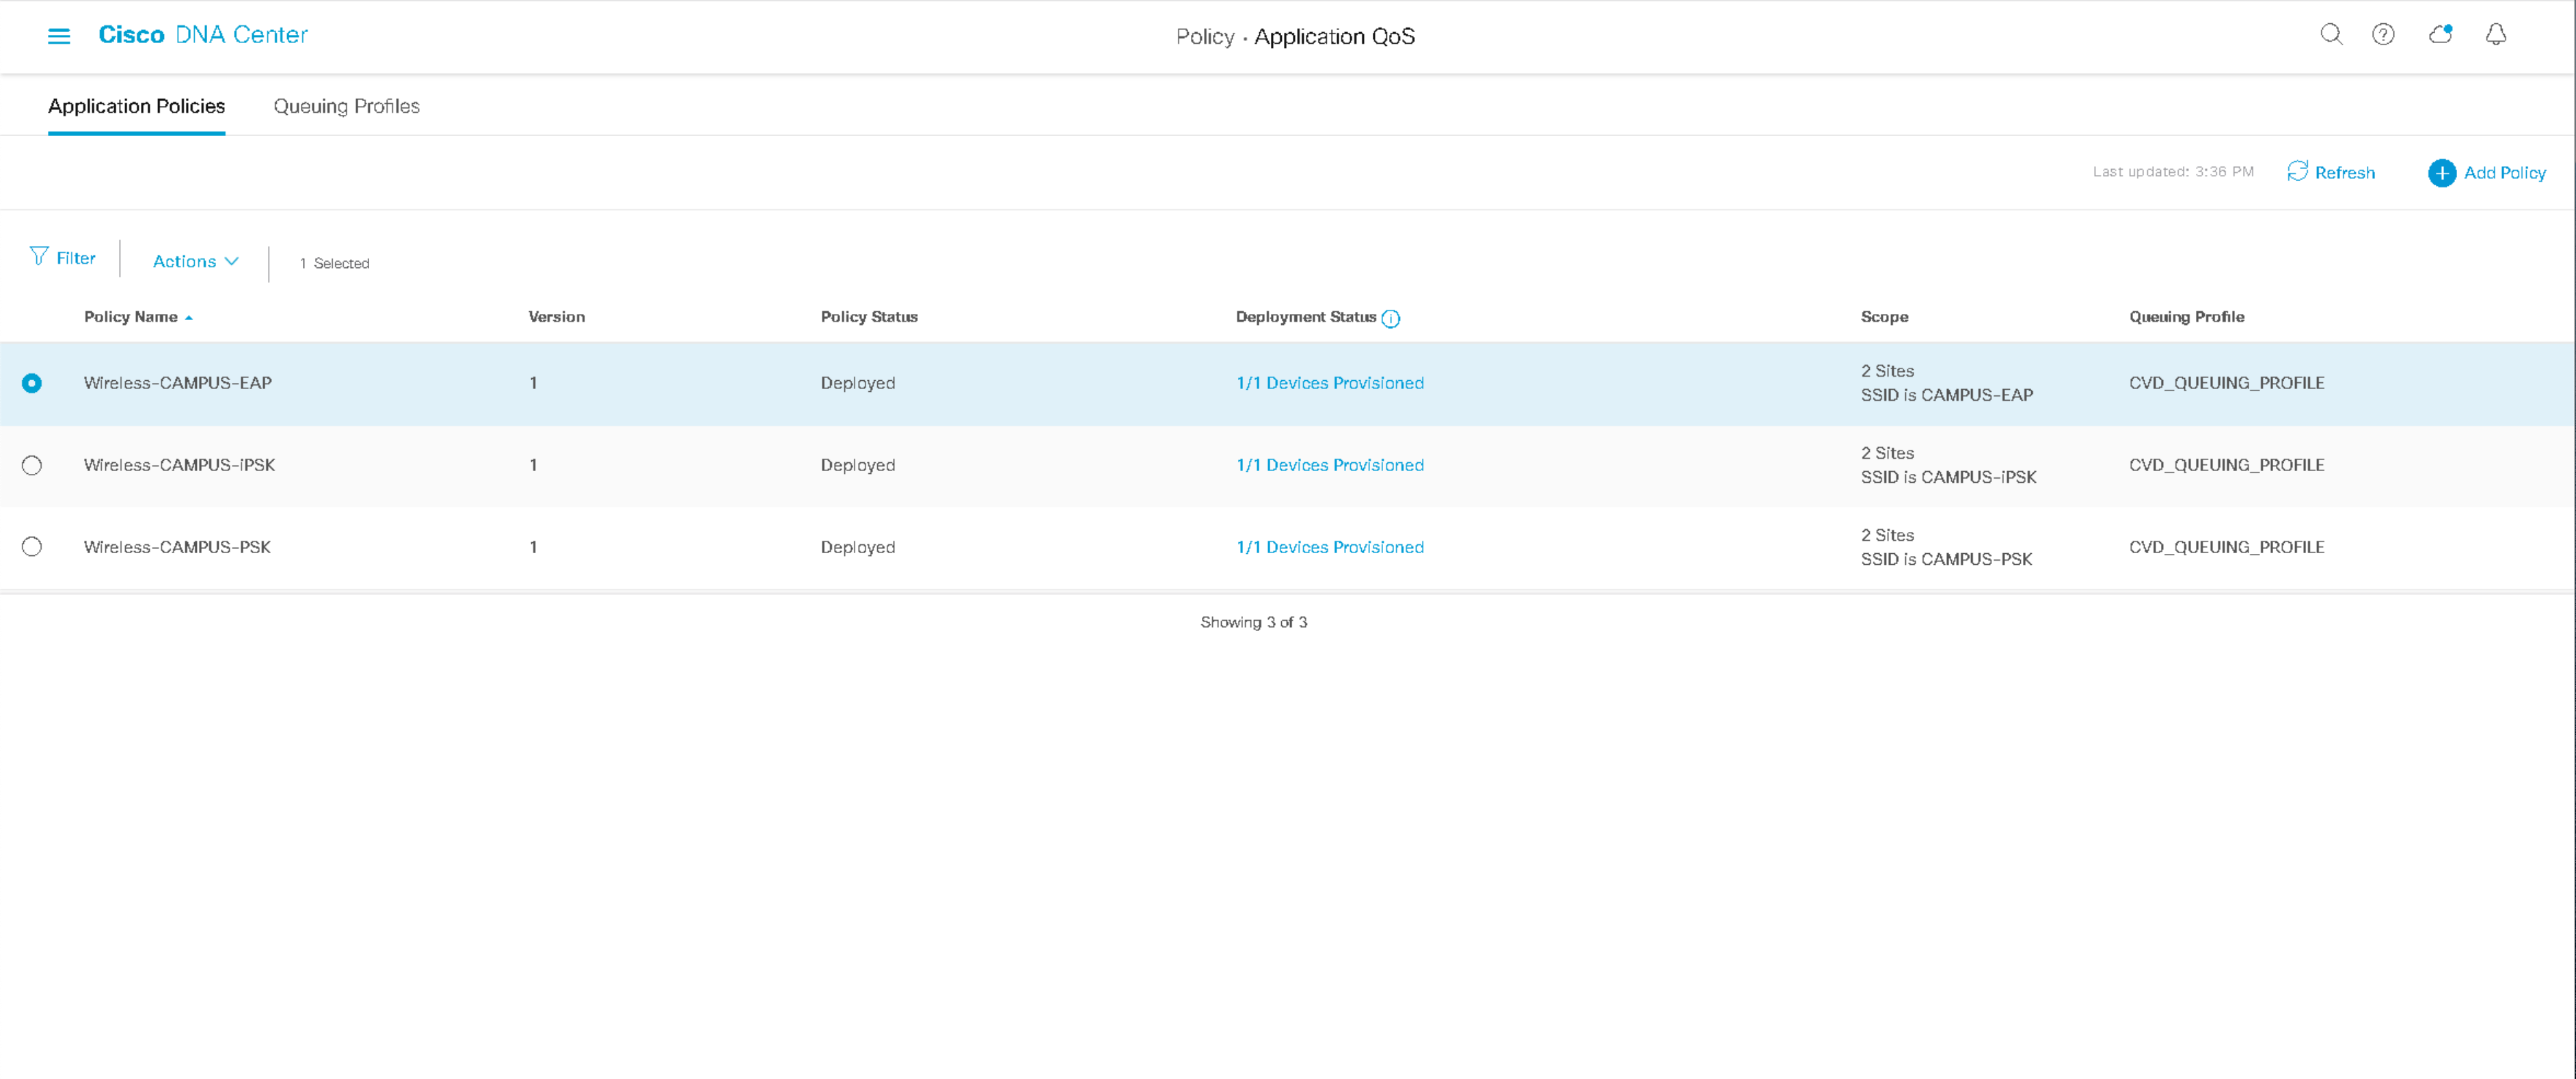 Cisco DNA Center
Policy · Application QoS
Application Policies Queuing Profiles
Last updated: 3:36 PM Refresh Add Policy
Filter Actions 1 Selected
Policy Name Version Policy Status Deployment Status Scope Queuing Profile
Wireless-CAMPUS-EAP 1 Deployed 1/1 Devices Provisioned 2 Sites CVD_QUEUING_PROFILE
SSID is CAMPUS-EAP
Wireless-CAMPUS-iPSK 1 Deployed 1/1 Devices Provisioned 2 Sites CVD_QUEUING_PROFILE
SSID is CAMPUS-iPSK
Wireless-CAMPUS-PSK 1 Deployed 1/1 Devices Provisioned 2 Sites CVD_QUEUING_PROFILE
SSID is CAMPUS-PSK
Showing 3 of 3